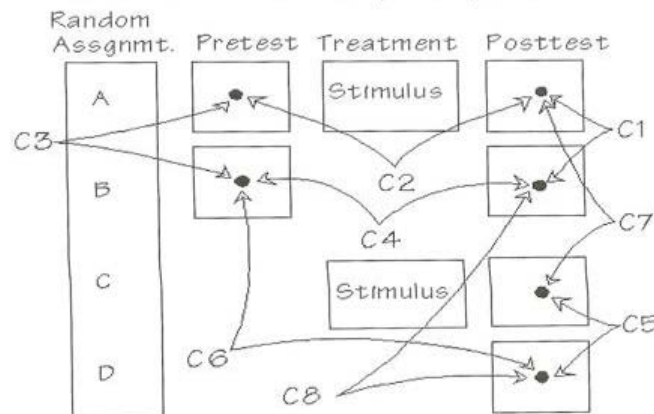 Random
Assgnmt. Pretest Treatment Posttest
A Stimulus
C3 C1
C2
B
C4
C7
C Stimulus
C5
C6
D C8